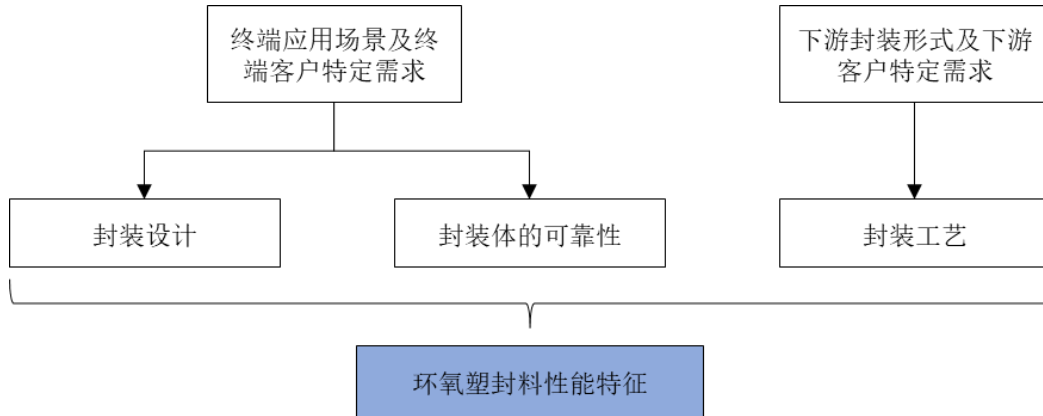 终端应用场景及终
端客户特定需求
下游封装形式及下游
客户特定需求
封装设计
封装体的可靠性
封装工艺
环氧塑封料性能特征